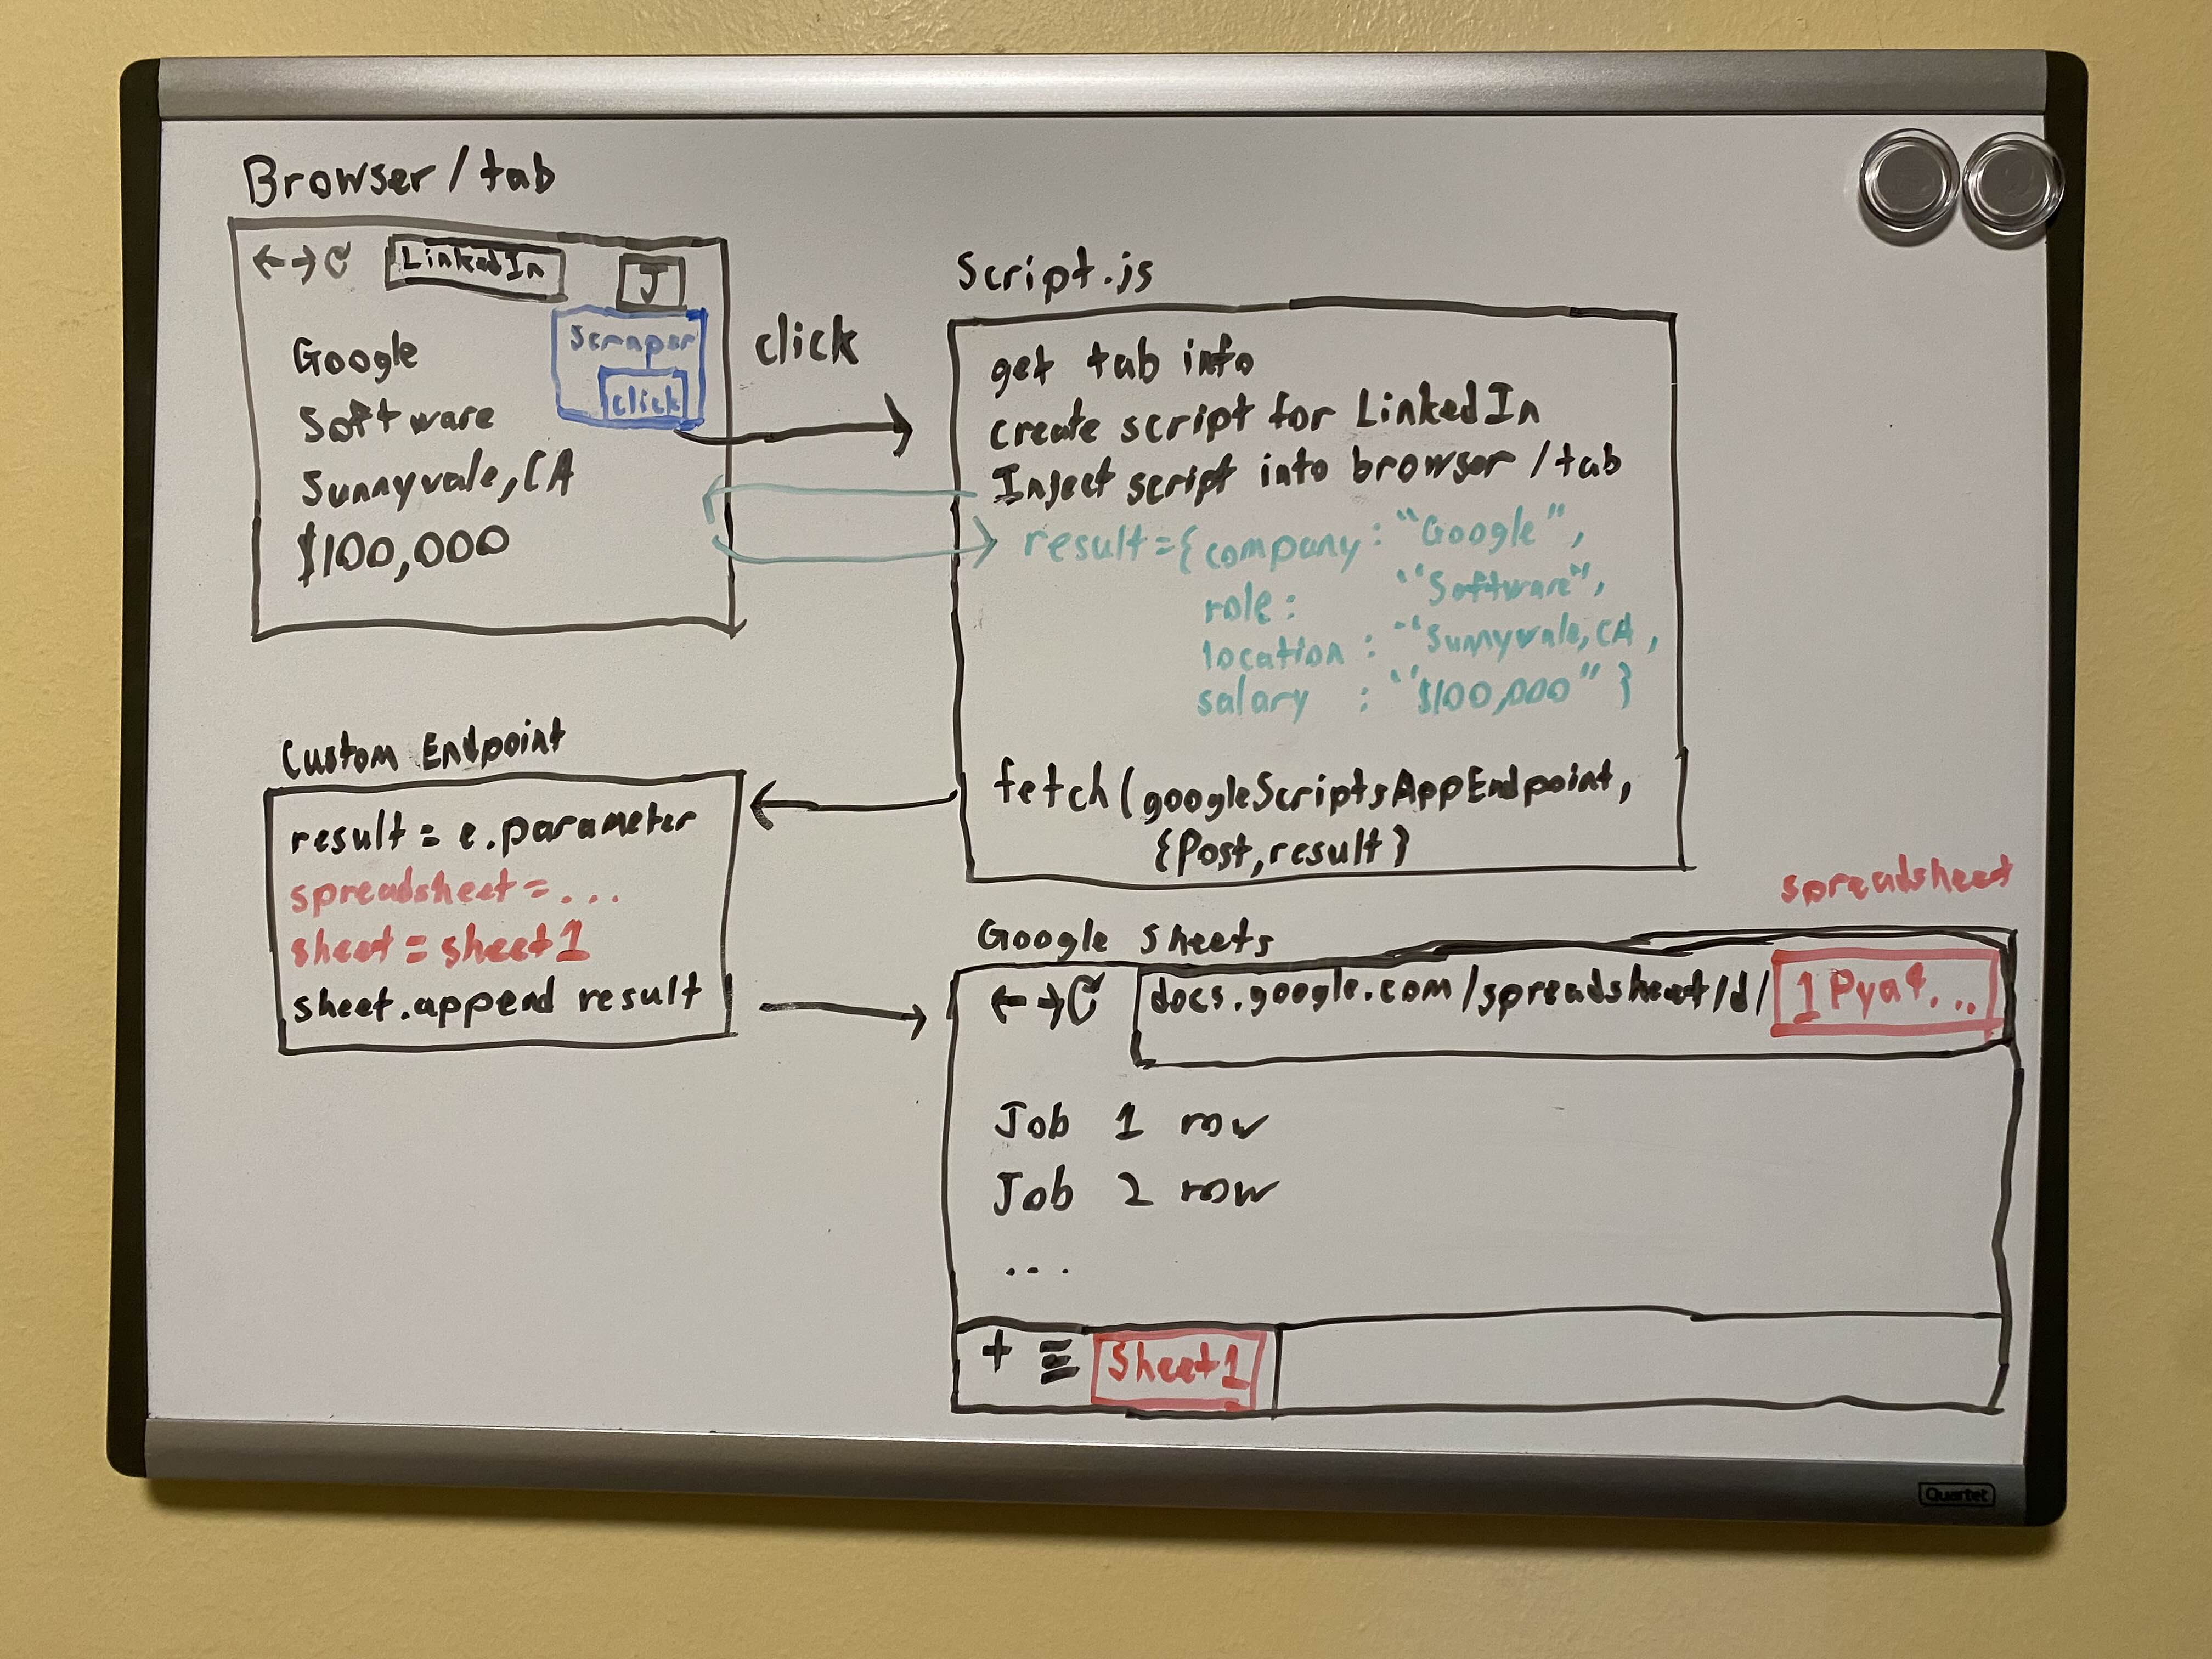 Browser/tab
← → LinkedIn J
Scraper
click
Google
Software
Sunnyvale, CA
$100,000
click
Script.js
get tab info
create script for LinkedIn
Inject script into browser/tab
result={company: "Google",
role: "Software",
location: "Sunnyvale, CA,
salary: "$100,000"}
fetch(googleScriptsAppEndpoint,
{Post, result}
Custom Endpoint
result = e.parameter
spreadsheet = ...
sheet = sheet1
sheet.append result
spreadsheet
Google Sheets
← → docs.google.com/spreadsheet/d/1Pyat...
Job 1 row
Job 2 row
...
+ ≡ Sheet1
Quartet